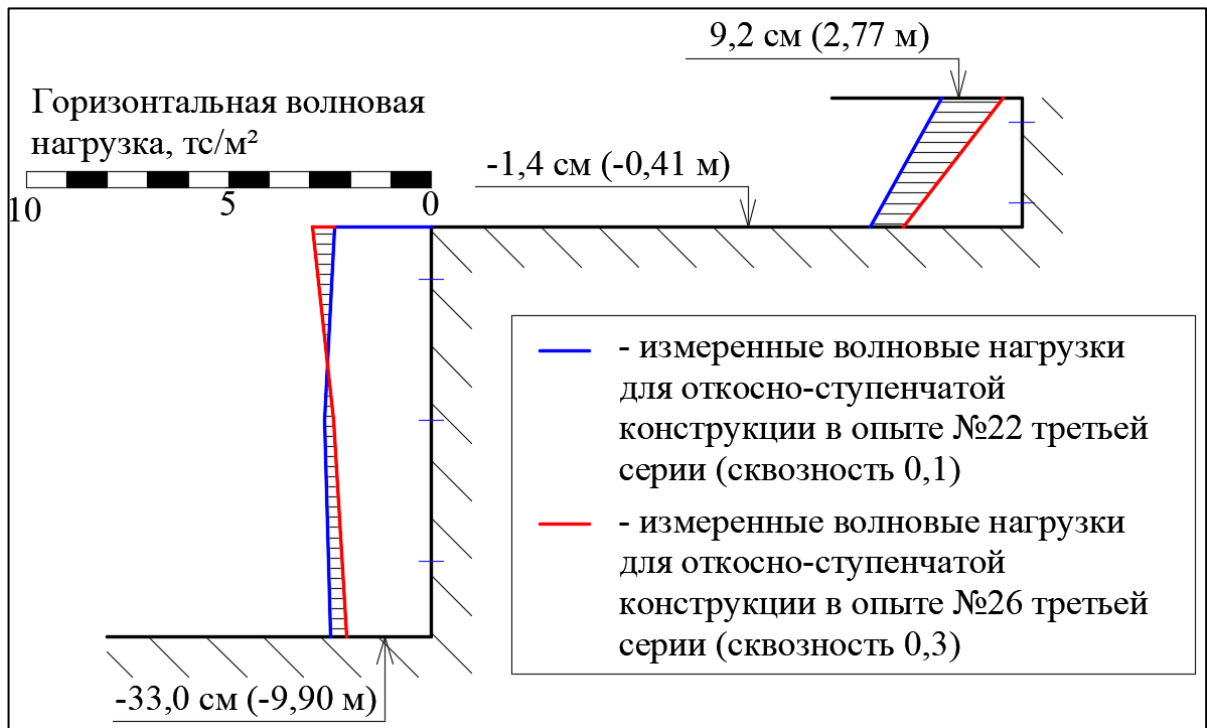 9,2 см (2,77 м)
Горизонтальная волновая
нагрузка, тс/м²
-1,4 см (-0,41 м)
10
5
0
- измеренные волновые нагрузки
для откосно-ступенчатой
конструкции в опыте №22 третьей
серии (сквозность 0,1)
- измеренные волновые нагрузки
для откосно-ступенчатой
конструкции в опыте №26 третьей
серии (сквозность 0,3)
-33,0 см (-9,90 м)